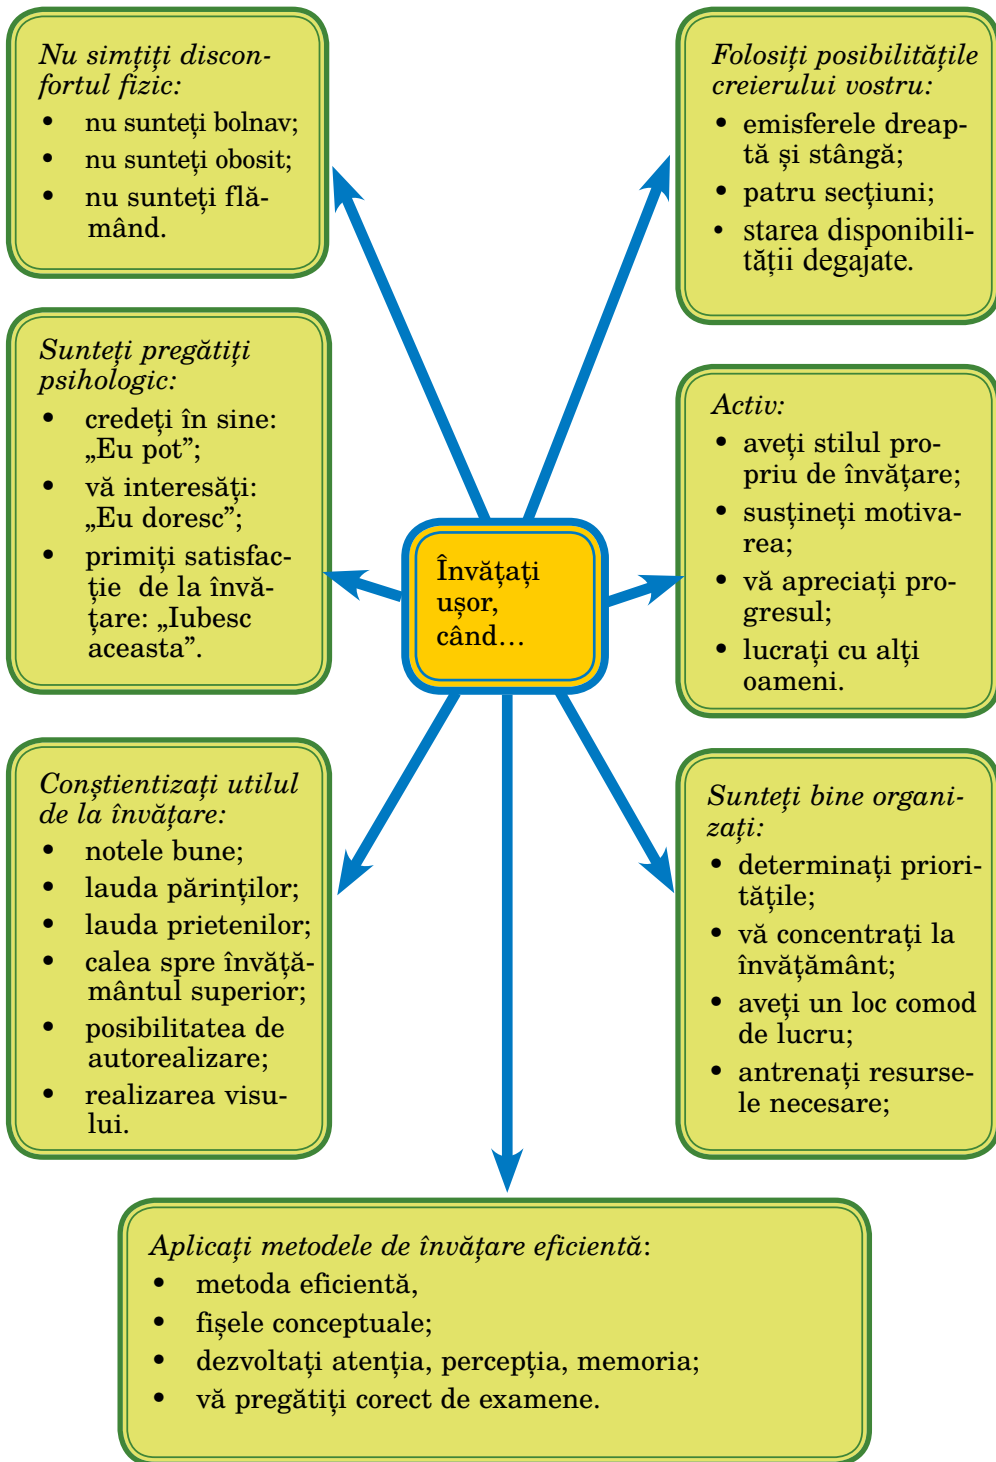 Nu simțiți discon-
fortul fizic:
• nu sunteți bolnav;
• nu sunteți obosit;
• nu sunteți flă-
mând.
Folosiți posibilitățile
creierului vostru:
• emisferele dreap-
tă și stângă;
• patru secțiuni;
• starea disponibili-
tății degajate.
Sunteți pregătiți
psihologic:
• credeți în sine:
„Eu pot”;
• vă interesăți:
„Eu doresc”;
• primiți satisfac-
ție de la învă-
țare: „Iubesc
aceasta”.
Activ:
• aveți stilul pro-
priu de învățare;
• susțineți motiva-
rea;
• vă apreciați pro-
gresul;
• lucrați cu alți
oameni.
Învățați
ușor,
când…
Conștientizați utilul
de la învățare:
• notele bune;
• lauda părinților;
• lauda prietenilor;
• calea spre învăță-
mântul superior;
• posibilitatea de
autorealizare;
• realizarea visu-
lui.
Sunteți bine organi-
zați:
• determinați priori-
tățile;
• vă concentrați la
învățământ;
• aveți un loc comod
de lucru;
• antrenați resurse-
le necesare;
Aplicați metodele de învățare eficientă:
• metoda eficientă,
• fișele conceptuale;
• dezvoltați atenția, percepția, memoria;
• vă pregătiți corect de examene.